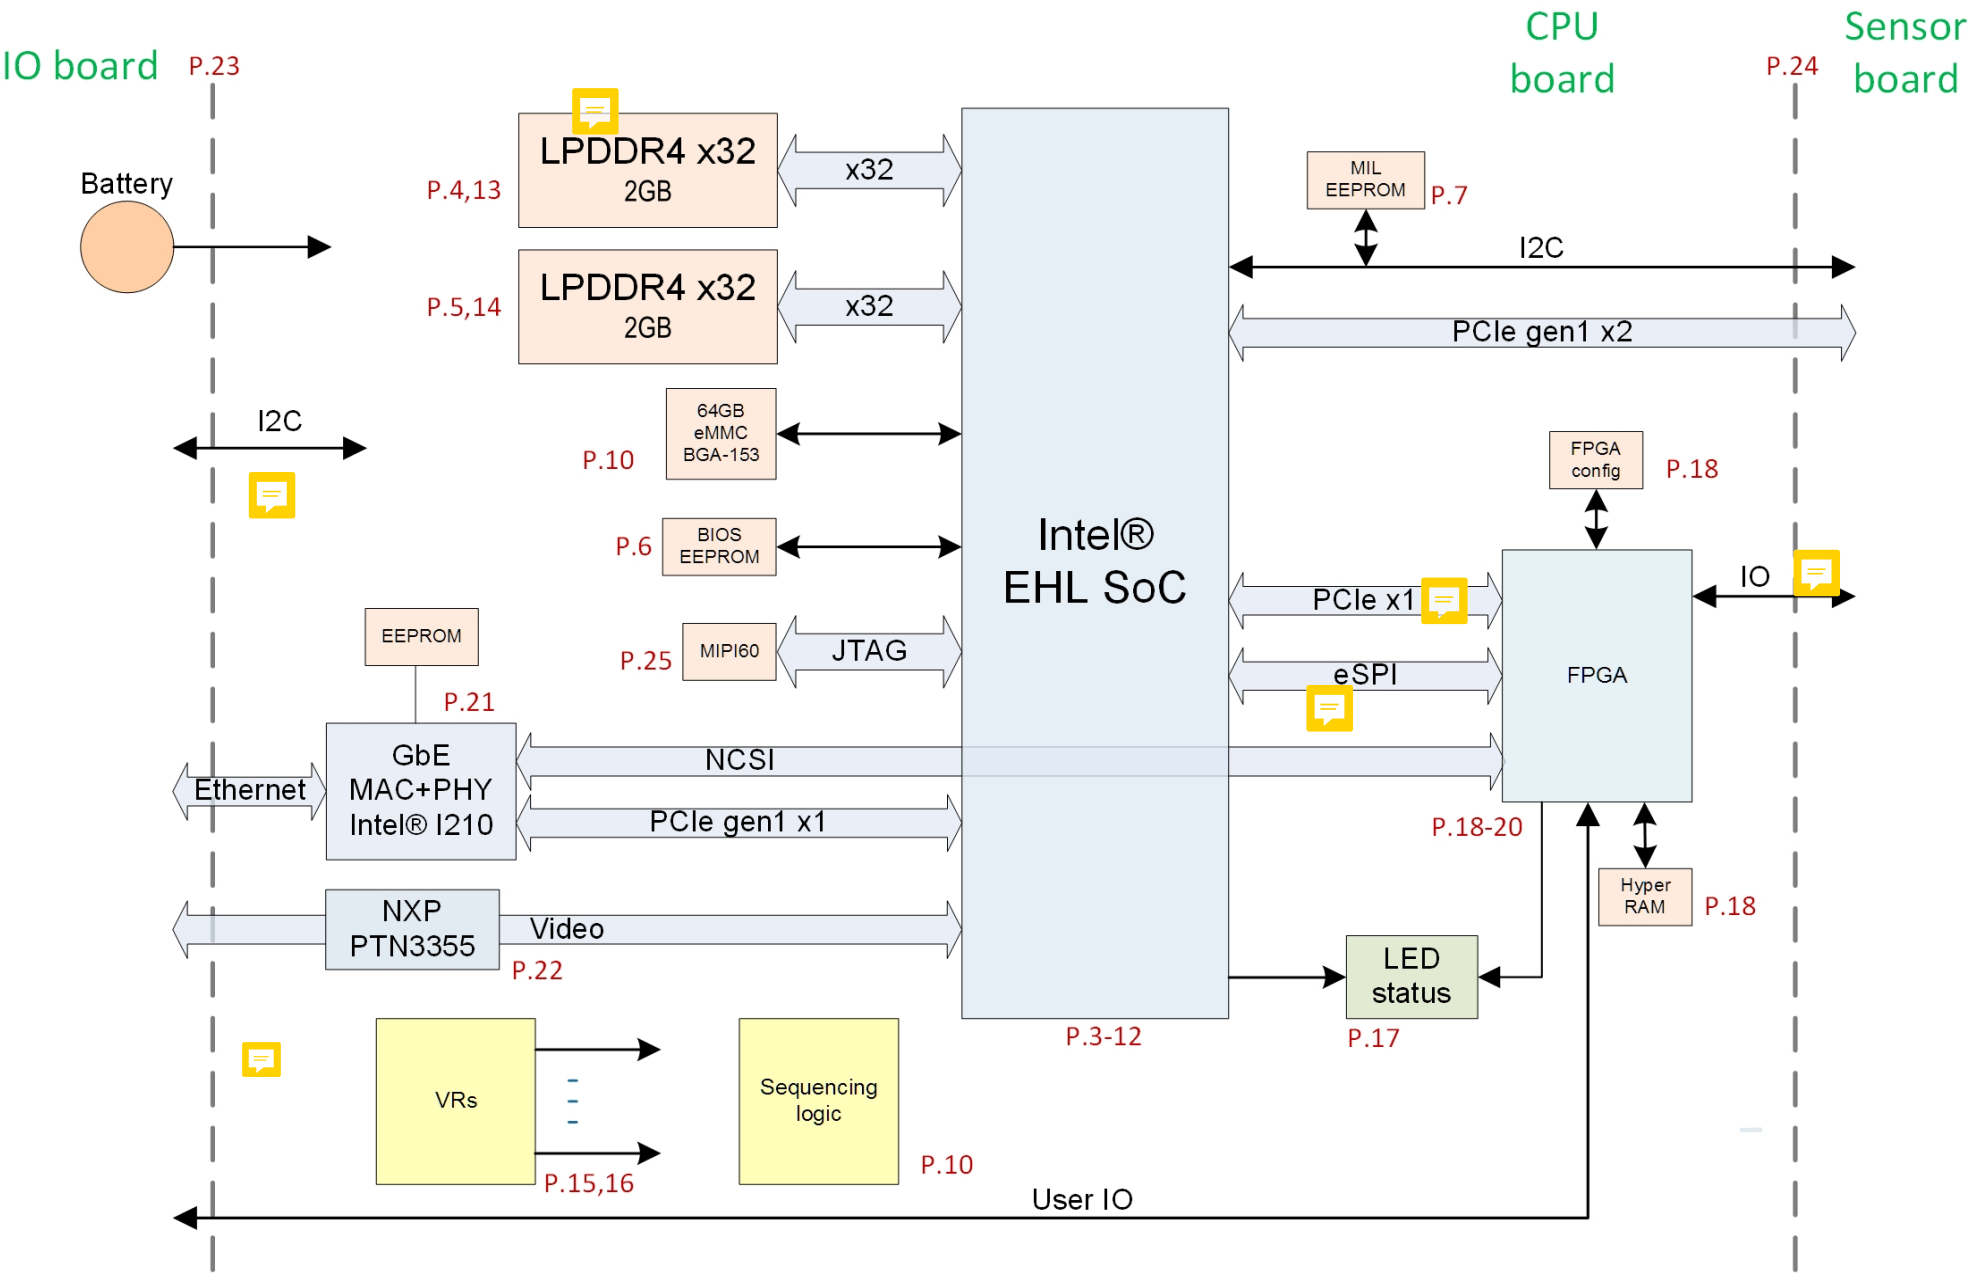 IO board
P.23
CPU
board
P.24
Sensor
board
Battery
LPDDR4 x32
2GB
P.4,13
x32
LPDDR4 x32
2GB
P.5,14
x32
MIL
EEPROM
P.7
I2C
PCIe gen1 x2
I2C
64GB
eMMC
BGA-153
P.10
BIOS
EEPROM
P.6
MIPI60
P.25
JTAG
Intel®
EHL SoC
P.3-12
FPGA
config
P.18
PCIe x1
eSPI
FPGA
IO
EEPROM
P.21
GbE
MAC+PHY
Intel® I210
Ethernet
NCSI
PCIe gen1 x1
P.18-20
Hyper
RAM
P.18
NXP
PTN3355
Video
P.22
LED
status
P.17
VRs
P.15,16
Sequencing
logic
P.10
User IO